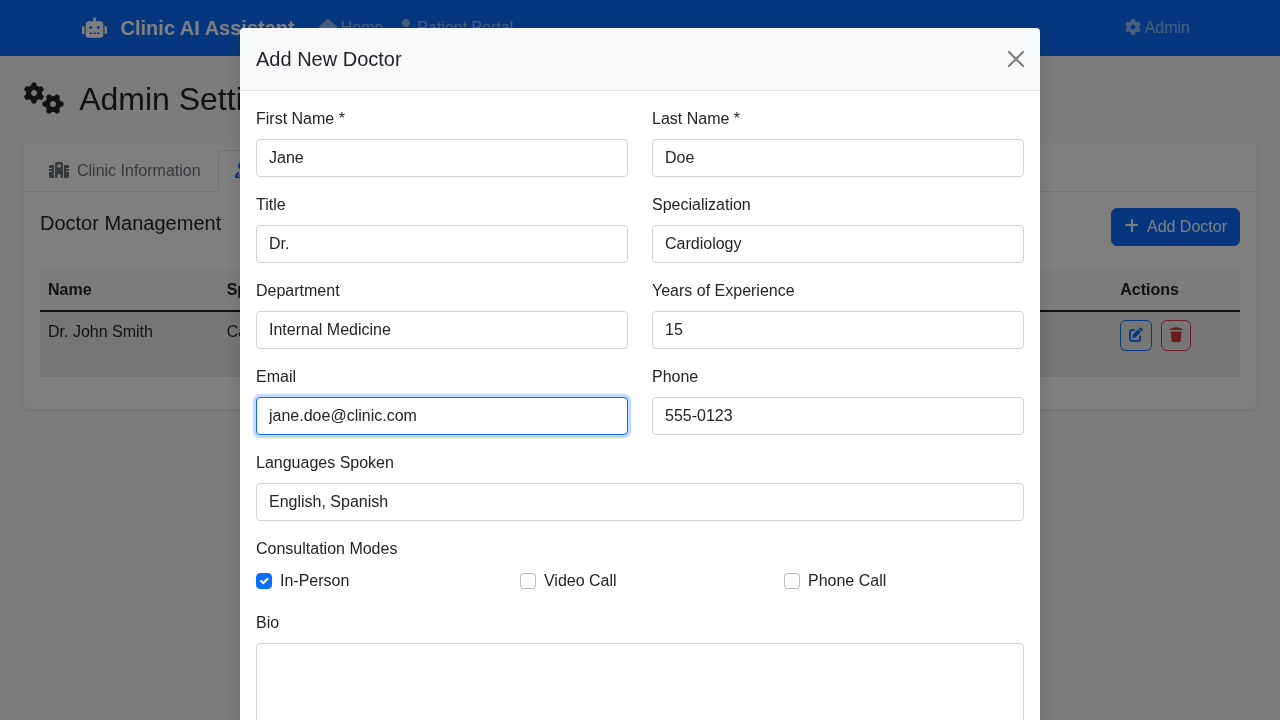 Clinic AI Assistant Home Patient Portal Admin
Add New Doctor
Admin Setti
First Name * Last Name *
Jane Doe
Clinic Information
Title Specialization
Doctor Management Add Doctor
Dr. Cardiology
Department Years of Experience
Name Actions
Internal Medicine 15
Dr. John Smith
Email Phone
jane.doe@clinic.com 555-0123
Languages Spoken
English, Spanish
Consultation Modes
In-Person Video Call Phone Call
Bio